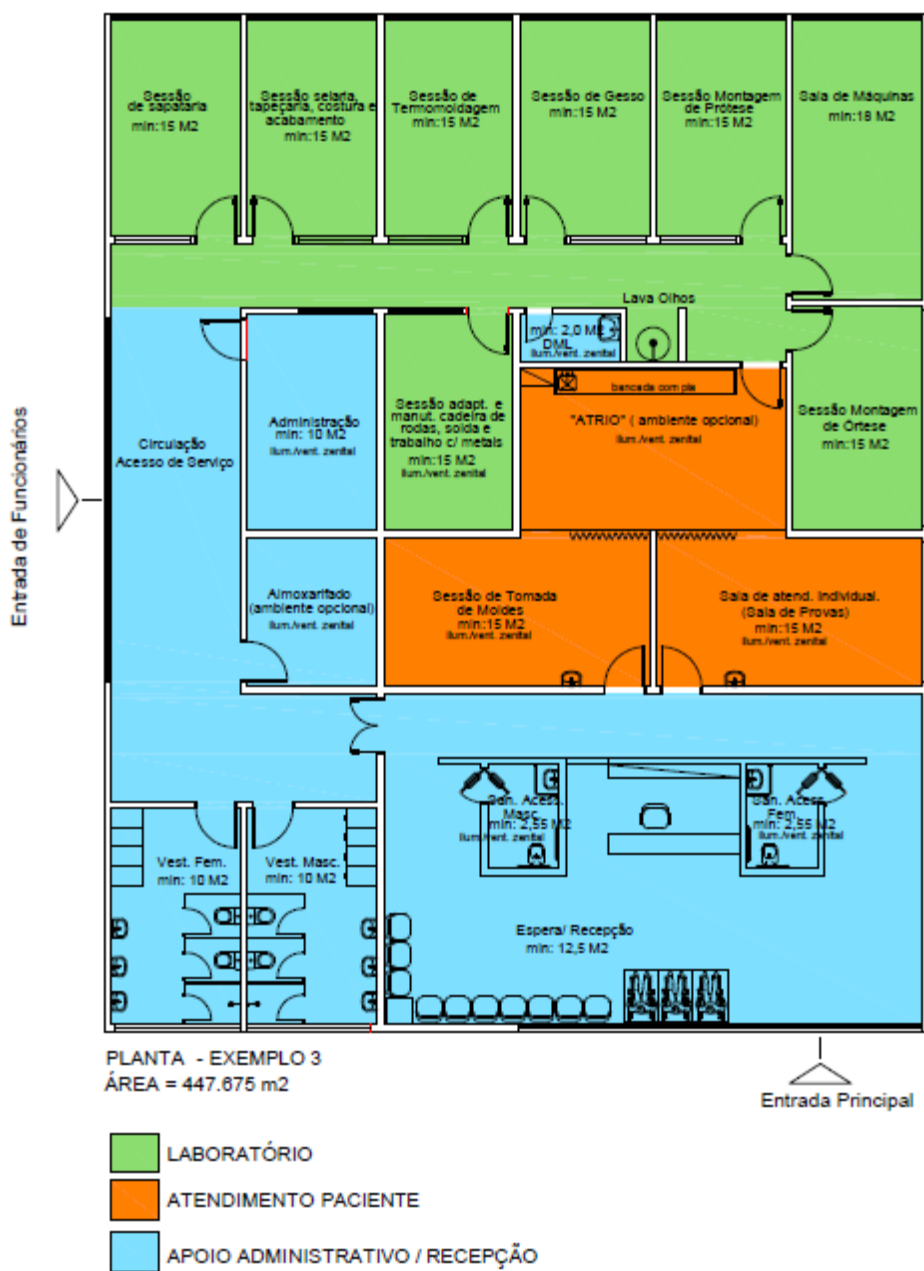 Sessão
de sapataria
min:15 M2
Sessão selaria,
tapeçaria, costura e
acabamento
min:15 M2
Sessão de
Termomoldagem
min:15 M2
Sessão de Gesso
min:15 M2
Sessão Montagem
de Prótese
min:15 M2
Sala de Máquinas
min:18 M2
Lava Olhos
min: 2,0 M2
DML
Ilum./vent. zenital
bancada com pia
Entrada de Funcionários
Circulação
Acesso de Serviço
Administração
min: 10 M2
Ilum./vent. zenital
Sessão adapt. e
manut. cadeira de
rodas, solda e
trabalho c/ metais
min:15 M2
Ilum./vent. zenital
"ATRIO" ( ambiente opcional)
Ilum./vent. zenital
Sessão Montagem
de Órtese
min:15 M2
Almoxarifado
(ambiente opcional)
Ilum./vent. zenital
Sessão de Tomada
de Moldes
min:15 M2
Ilum./vent. zenital
Sala de atend. Individual.
(Sala de Provas)
min:15 M2
Ilum./vent. zenital
San. Acess.
Masc.
min: 2,55 M2
Ilum./vent. zenital
San. Acess.
Fem.
min: 2,55 M2
Ilum./vent. zenital
Vest. Fem.
min: 10 M2
Vest. Masc.
min: 10 M2
Espera/ Recepção
min: 12,5 M2
PLANTA - EXEMPLO 3
ÁREA = 447.675 m2
Entrada Principal
LABORATÓRIO
ATENDIMENTO PACIENTE
APOIO ADMINISTRATIVO / RECEPÇÃO